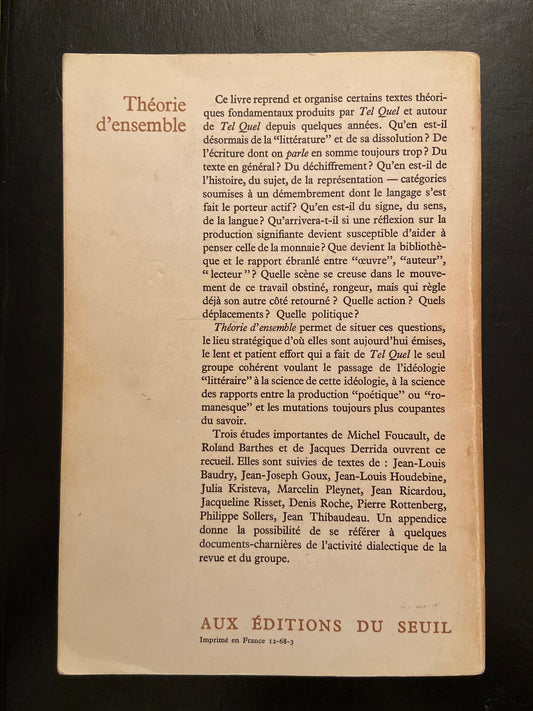 Théorie
d'ensemble
Ce livre reprend et organise certains textes théori-
ques fondamentaux produits par Tel Quel et autour
de Tel Quel depuis quelques années. Qu'en est-il
désormais de la "littérature" et de sa dissolution? De
l'écriture dont on parle en somme toujours trop? Du
texte en général? Du déchiffrement? Qu'en est-il de
l'histoire, du sujet, de la représentation — catégories
soumises à un démembrement dont le langage s'est
fait le porteur actif? Qu'en est-il du signe, du sens,
de la langue? Qu'arrivera-t-il si une réflexion sur la
production signifiante devient susceptible d'aider à
penser celle de la monnaie? Que devient la bibliothè-
que et le rapport ébranlé entre "œuvre", "auteur",
"lecteur"? Quelle scène se creuse dans le mouve-
ment de ce travail obstiné, rongeur, mais qui règle
déjà son autre côté retourné? Quelle action? Quels
déplacements? Quelle politique?
Théorie d'ensemble permet de situer ces questions,
le lieu stratégique d'où elles sont aujourd'hui émises,
le lent et patient effort qui a fait de Tel Quel le seul
groupe cohérent voulant le passage de l'idéologie
"littéraire" à la science de cette idéologie, à la science
des rapports entre la production "poétique" ou "ro-
manesque" et les mutations toujours plus coupantes
du savoir.
Trois études importantes de Michel Foucault, de
Roland Barthes et de Jacques Derrida ouvrent ce
recueil. Elles sont suivies de textes de : Jean-Louis
Baudry, Jean-Joseph Goux, Jean-Louis Houdebine,
Julia Kristeva, Marcelin Pleynet, Jean Ricardou,
Jacqueline Risset, Denis Roche, Pierre Rottenberg,
Philippe Sollers, Jean Thibaudeau. Un appendice
donne la possibilité de se référer à quelques
documents-charnières de l'activité dialectique de la
revue et du groupe.
AUX ÉDITIONS DU SEUIL
Imprimé en France 12-68-3